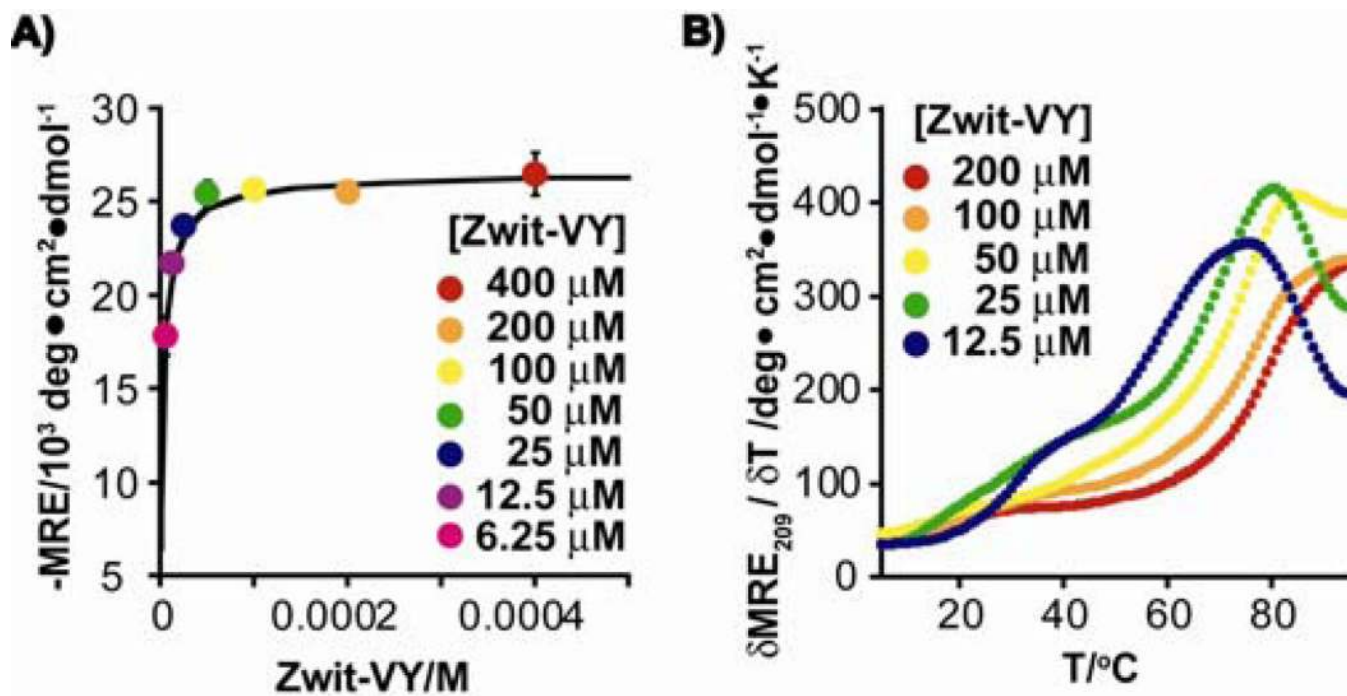 A)
-MRE/10³ deg●cm²●dmol⁻¹
30
25
20
15
10
5
0
0.0002
0.0004
Zwit-VY/M
[Zwit-VY]
400 μM
200 μM
100 μM
50 μM
25 μM
12.5 μM
6.25 μM
B)
δMRE₂₀₉ / δT /deg● cm²●dmol⁻¹●K⁻¹
500
400
300
200
100
0
20
40
60
80
T/°C
[Zwit-VY]
200 μM
100 μM
50 μM
25 μM
12.5 μM